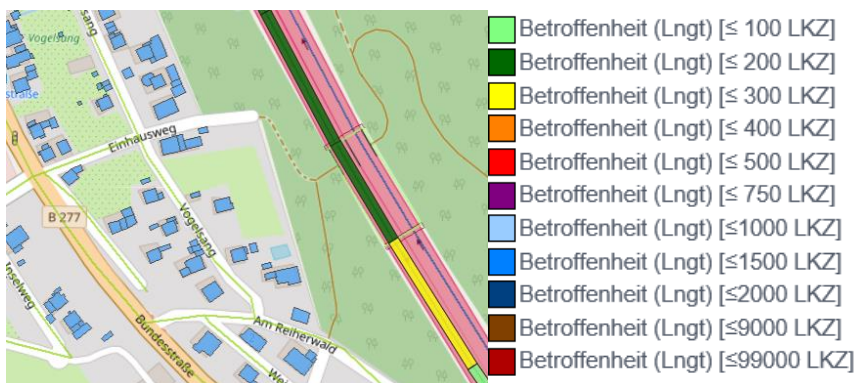 Vogelsang
straße
Einhausweg
B 277
Vogelsang
Inselweg
Bundesstraße
Am Reiherwald
Betroffenheit (Lngt) [≤ 100 LKZ]
Betroffenheit (Lngt) [≤ 200 LKZ]
Betroffenheit (Lngt) [≤ 300 LKZ]
Betroffenheit (Lngt) [≤ 400 LKZ]
Betroffenheit (Lngt) [≤ 500 LKZ]
Betroffenheit (Lngt) [≤ 750 LKZ]
Betroffenheit (Lngt) [≤1000 LKZ]
Betroffenheit (Lngt) [≤1500 LKZ]
Betroffenheit (Lngt) [≤2000 LKZ]
Betroffenheit (Lngt) [≤9000 LKZ]
Betroffenheit (Lngt) [≤99000 LKZ]